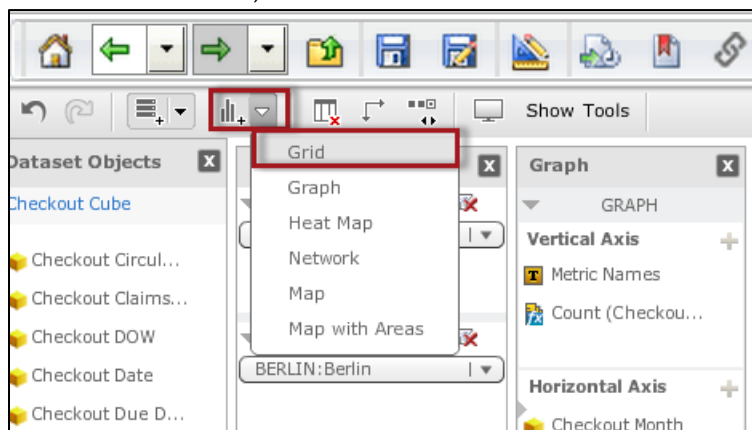 Show Tools
Dataset Objects
Checkout Cube
Checkout Circul...
Checkout Claims...
Checkout DOW
Checkout Date
Checkout Due D...
Grid
Graph
Heat Map
Network
Map
Map with Areas
BERLIN:Berlin
Graph
GRAPH
Vertical Axis
Metric Names
Count (Checkou...
Horizontal Axis
Checkout Month